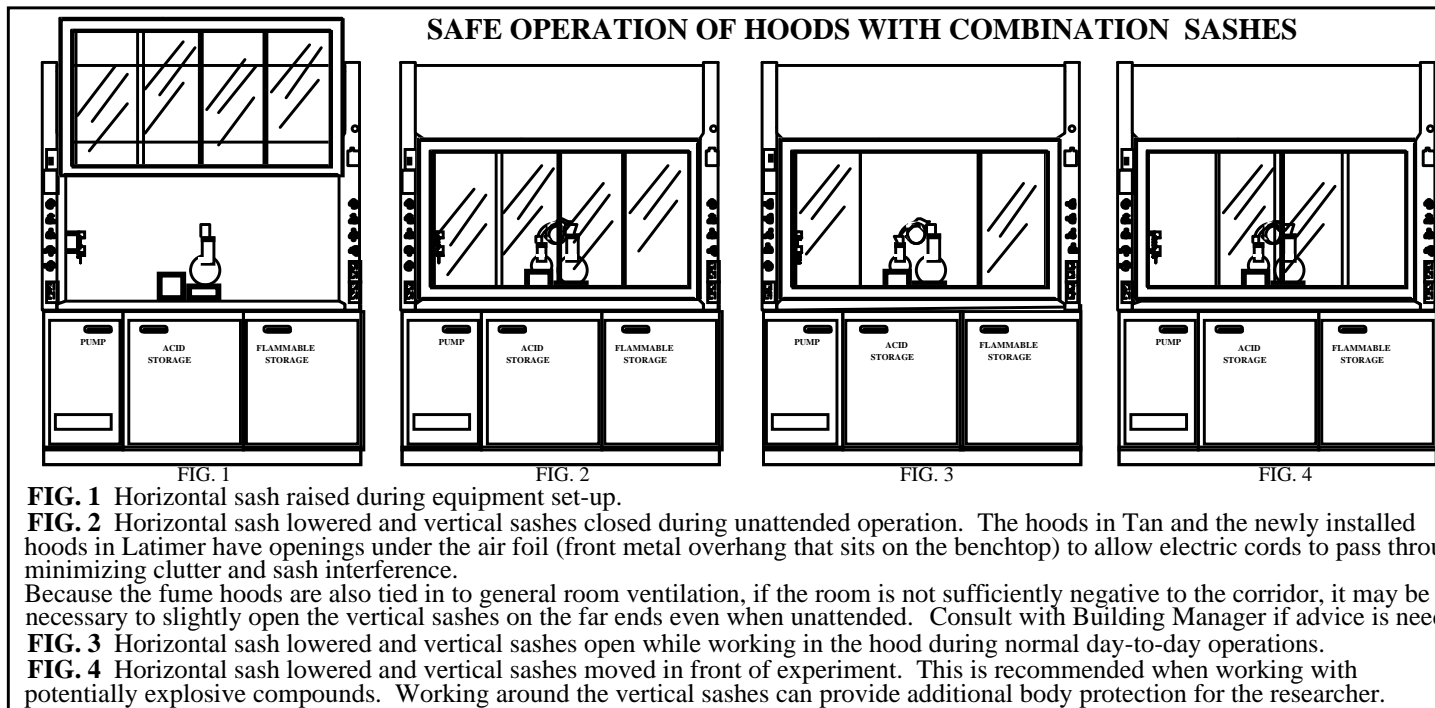 SAFE OPERATION OF HOODS WITH COMBINATION SASHES
PUMP
ACID
STORAGE
FLAMMABLE
STORAGE
PUMP
ACID
STORAGE
FLAMMABLE
STORAGE
PUMP
ACID
STORAGE
FLAMMABLE
STORAGE
PUMP
ACID
STORAGE
FLAMMABLE
STORAGE
FIG. 1
FIG. 2
FIG. 3
FIG. 4
FIG. 1 Horizontal sash raised during equipment set-up.
FIG. 2 Horizontal sash lowered and vertical sashes closed during unattended operation. The hoods in Tan and the newly installed
hoods in Latimer have openings under the air foil (front metal overhang that sits on the benchtop) to allow electric cords to pass throu
minimizing clutter and sash interference.
Because the fume hoods are also tied in to general room ventilation, if the room is not sufficiently negative to the corridor, it may be
necessary to slightly open the vertical sashes on the far ends even when unattended. Consult with Building Manager if advice is nee
FIG. 3 Horizontal sash lowered and vertical sashes open while working in the hood during normal day-to-day operations.
FIG. 4 Horizontal sash lowered and vertical sashes moved in front of experiment. This is recommended when working with
potentially explosive compounds. Working around the vertical sashes can provide additional body protection for the researcher.